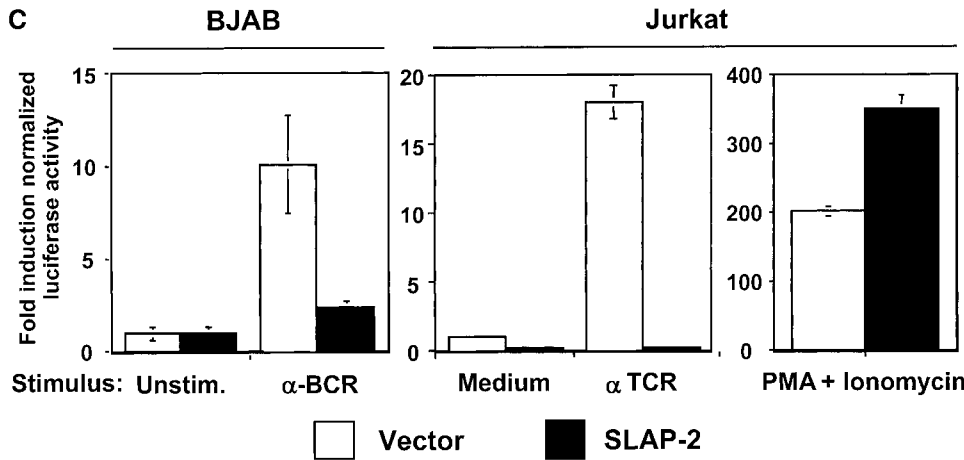 C
BJAB
Jurkat
Fold induction normalized
luciferase activity
15
10
5
0
20
15
10
5
0
400
300
200
100
0
Stimulus: Unstim. α-BCR Medium α TCR PMA + Ionomycin
Vector SLAP-2